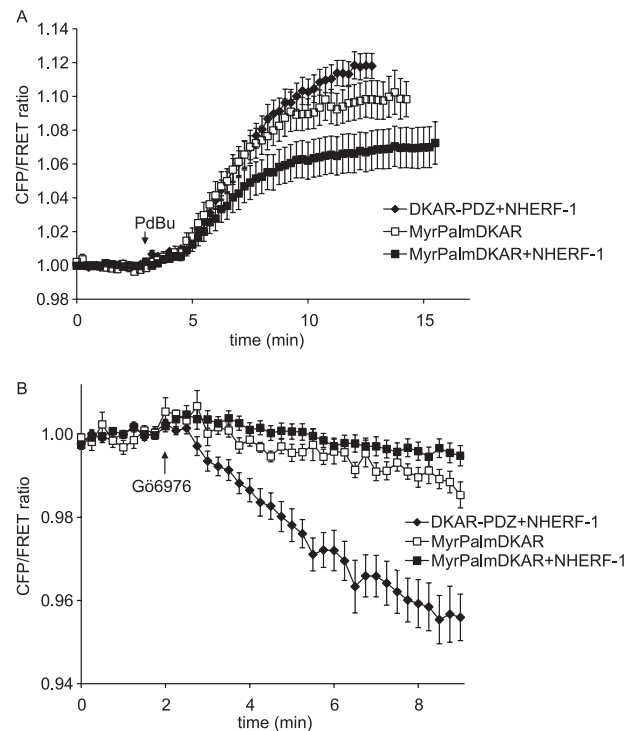 A
CFP/FRET ratio
1.14
1.12
1.10
1.08
1.06
1.04
1.02
1.00
0.98
PdBu
DKAR-PDZ+NHERF-1
MyrPalmDKAR
MyrPalmDKAR+NHERF-1
0 5 10 15
time (min)
B
CFP/FRET ratio
1.00
0.98
0.96
0.94
Gö6976
DKAR-PDZ+NHERF-1
MyrPalmDKAR
MyrPalmDKAR+NHERF-1
0 2 4 6 8
time (min)